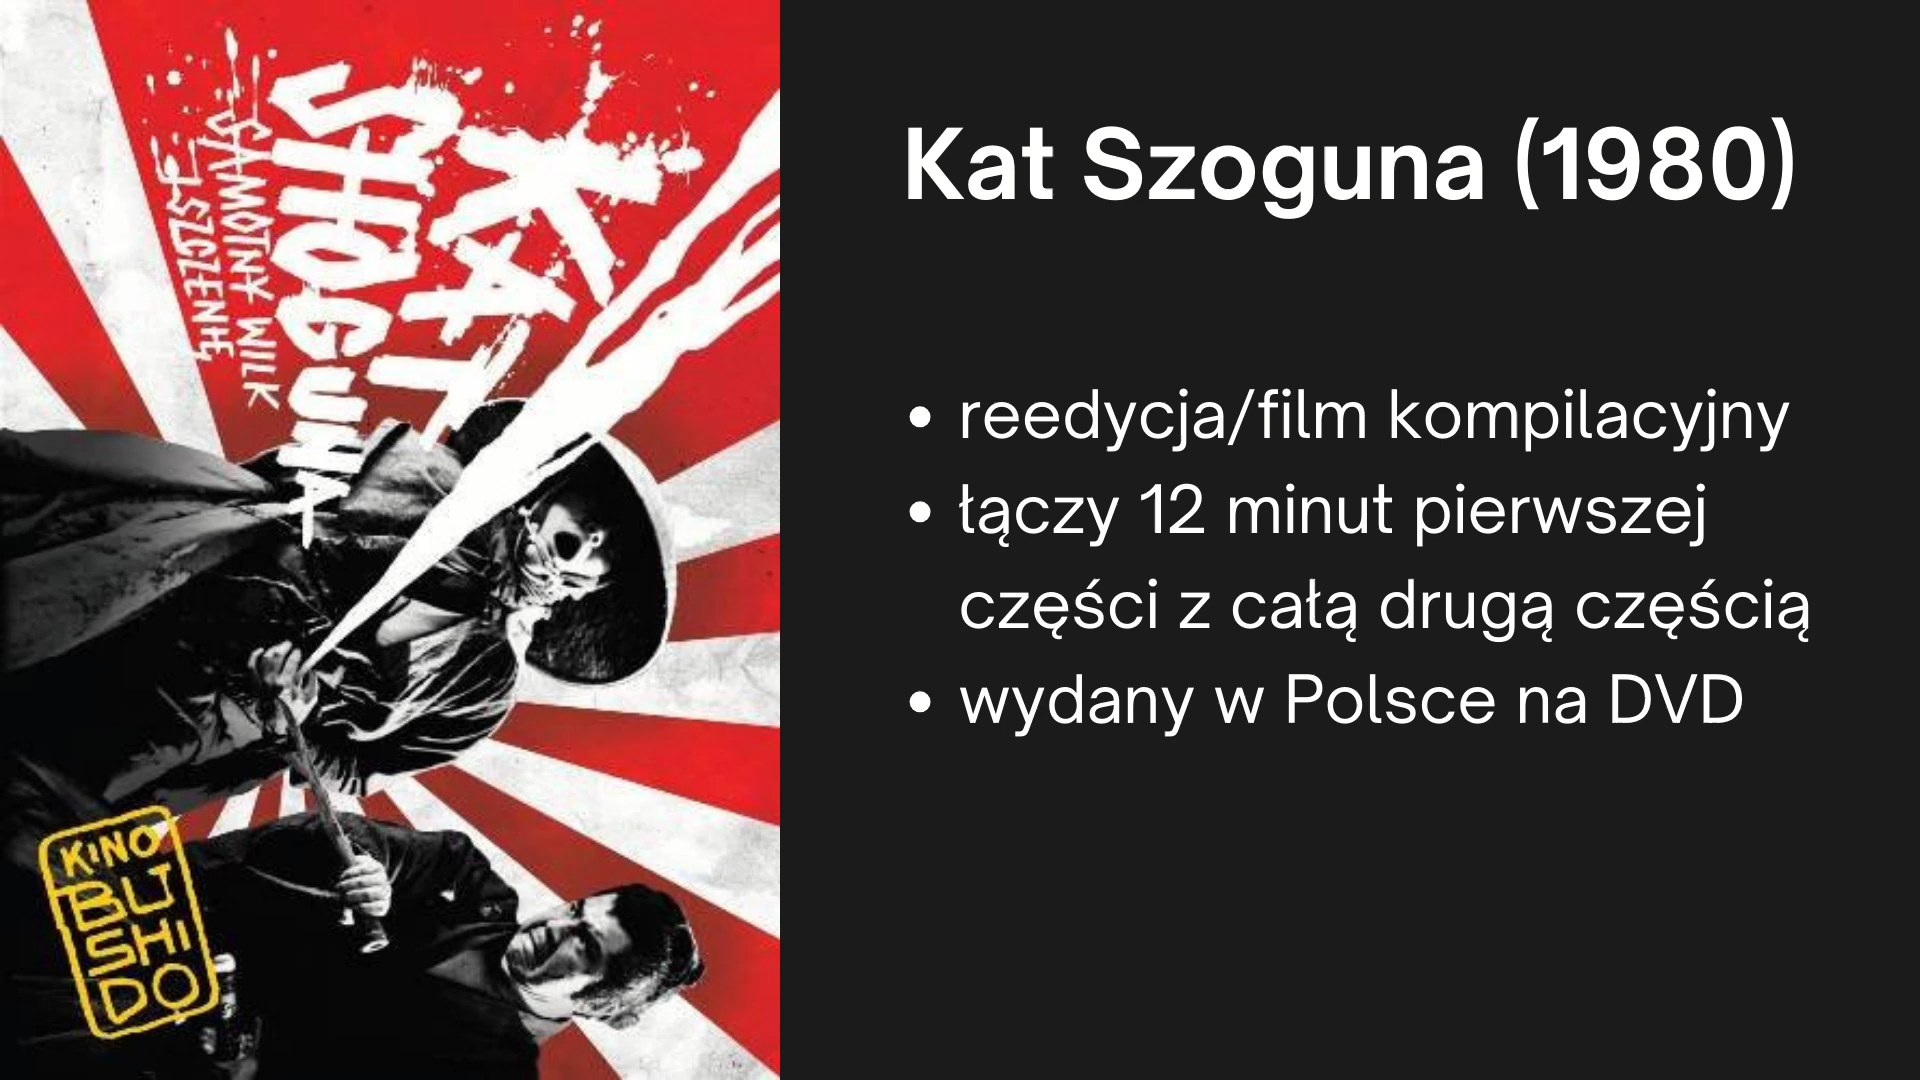 KAT
SHOGUNA
SAMOTNY WILK
I SZCZENIĘ
KINO
BUSHIDO
Kat Szoguna (1980)
• reedycja/film kompilacyjny
• łączy 12 minut pierwszej
części z całą drugą częścią
• wydany w Polsce na DVD